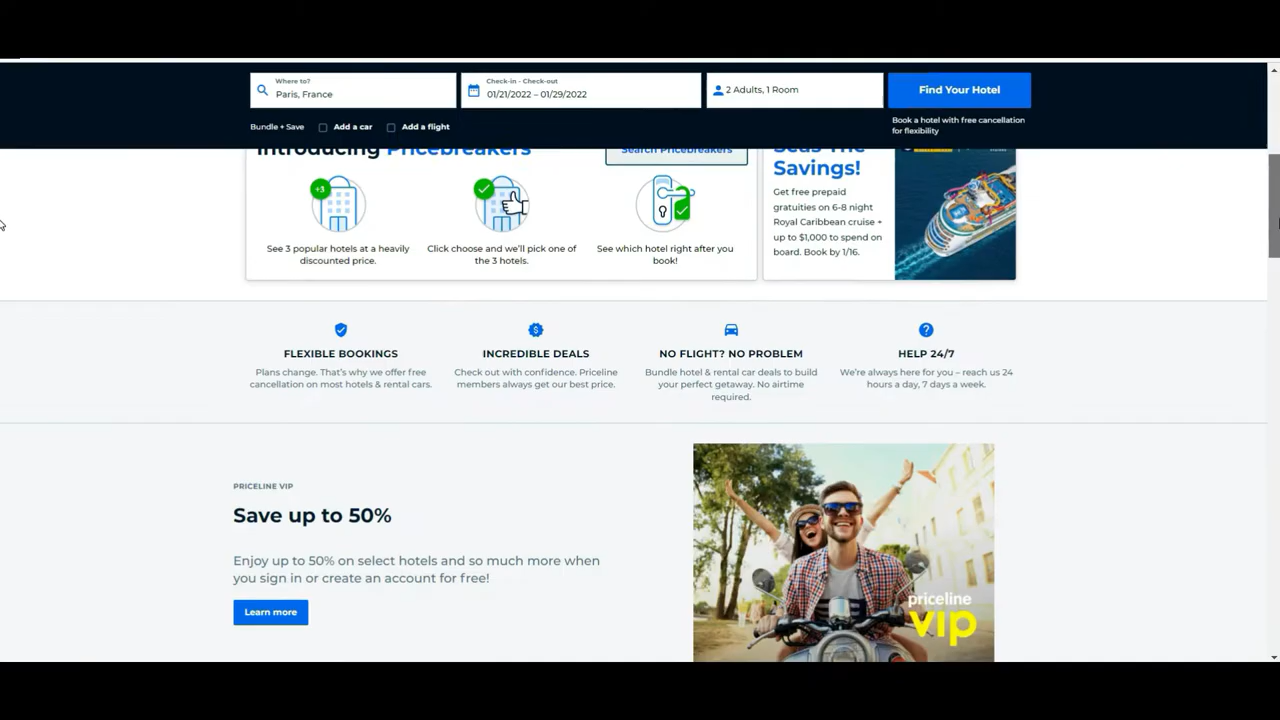 Where to?
Paris, France
Check-in - Check-out
01/21/2022 – 01/29/2022
2 Adults, 1 Room
Find Your Hotel
Bundle + Save
Add a car
Add a flight
Book a hotel with free cancellation
for flexibility
Introducing Pricebreakers
Search Pricebreakers
+3
See 3 popular hotels at a heavily
discounted price.
Click choose and we'll pick one of
the 3 hotels.
See which hotel right after you
book!
Seas The
Savings!
Get free prepaid
gratuities on 6-8 night
Royal Caribbean cruise +
up to $1,000 to spend on
board. Book by 1/16.
FLEXIBLE BOOKINGS
Plans change. That's why we offer free
cancellation on most hotels & rental cars.
INCREDIBLE DEALS
Check out with confidence. Priceline
members always get our best price.
NO FLIGHT? NO PROBLEM
Bundle hotel & rental car deals to build
your perfect getaway. No airtime
required.
HELP 24/7
We're always here for you – reach us 24
hours a day, 7 days a week.
PRICELINE VIP
Save up to 50%
Enjoy up to 50% on select hotels and so much more when
you sign in or create an account for free!
Learn more
priceline
vip